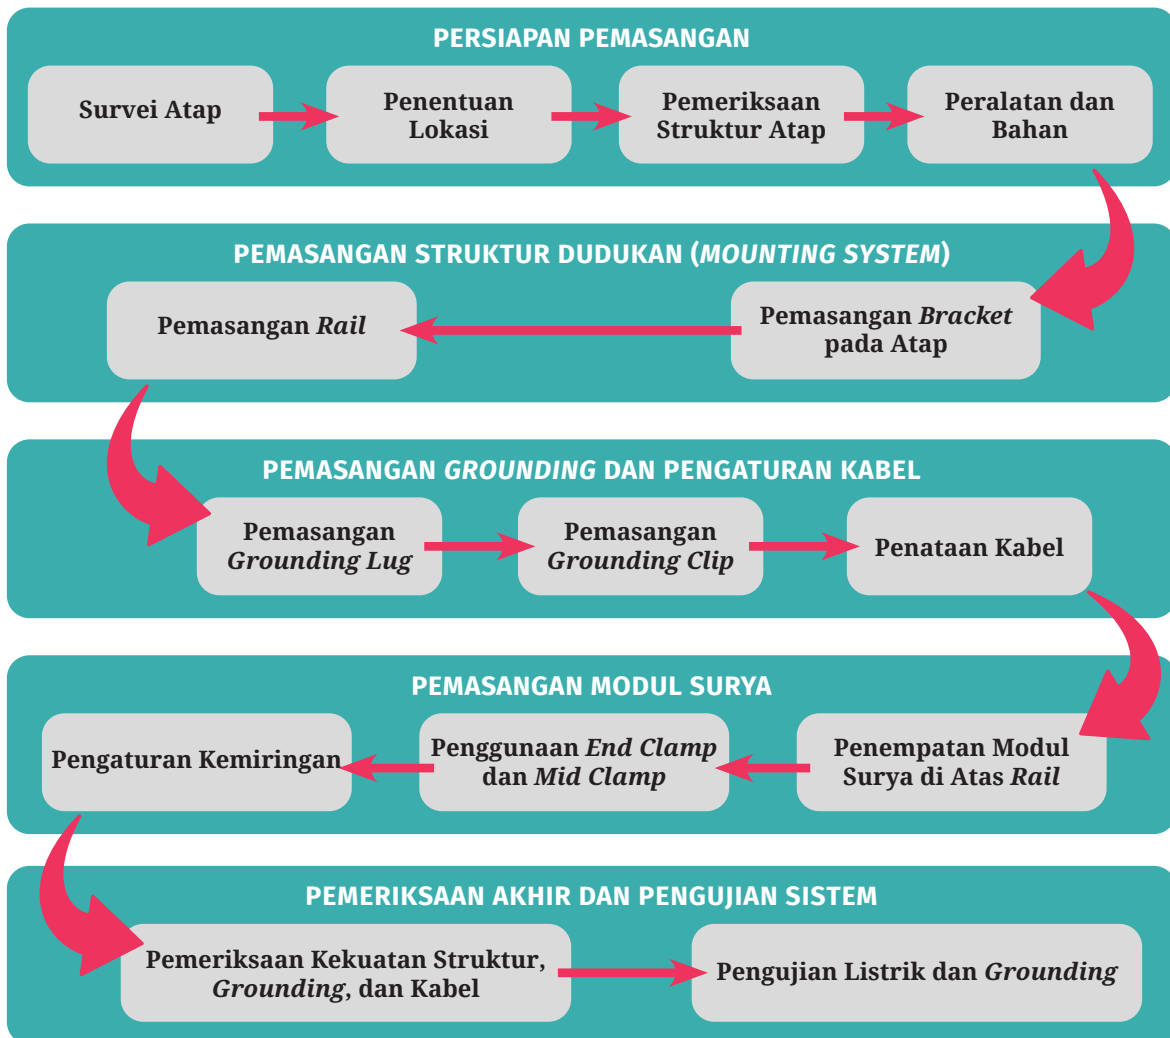 PERSIAPAN PEMASANGAN
Survei Atap
Penentuan
Lokasi
Pemeriksaan
Struktur Atap
Peralatan dan
Bahan
PEMASANGAN STRUKTUR DUDUKAN (MOUNTING SYSTEM)
Pemasangan Bracket
pada Atap
Pemasangan Rail
PEMASANGAN GROUNDING DAN PENGATURAN KABEL
Pemasangan
Grounding Lug
Pemasangan
Grounding Clip
Penataan Kabel
PEMASANGAN MODUL SURYA
Penempatan Modul
Surya di Atas Rail
Penggunaan End Clamp
dan Mid Clamp
Pengaturan Kemiringan
PEMERIKSAAN AKHIR DAN PENGUJIAN SISTEM
Pemeriksaan Kekuatan Struktur,
Grounding, dan Kabel
Pengujian Listrik dan Grounding